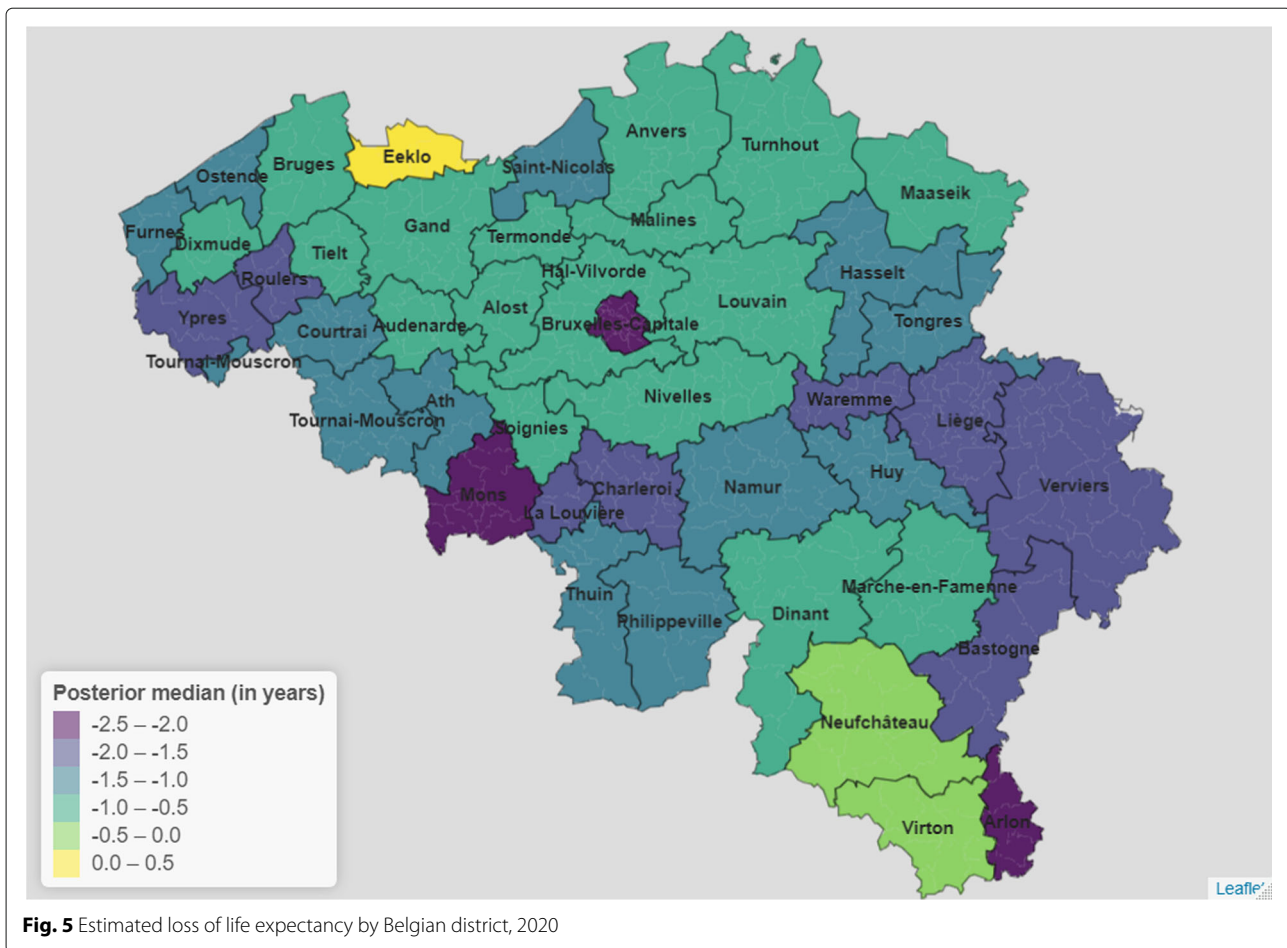 Anvers
Turnhout
Eeklo
Bruges
Saint-Nicolas
Ostende
Maaseik
Malines
Gand
Furnes
Dixmude
Termonde
Tielt
Hal-Vilvorde
Hasselt
Roulers
Louvain
Alost
Ypres
Bruxelles-Capitale
Tongres
Courtrai
Audenarde
Tournai-Mouscron
Nivelles
Ath
Waremme
Tournai-Mouscron
Soignies
Liège
Huy
Verviers
Namur
Charleroi
Mons
La Louvière
Marche-en-Famenne
Thuin
Dinant
Philippeville
Bastogne
Neufchâteau
Virton
Arlon
Posterior median (in years)
-2.5 – -2.0
-2.0 – -1.5
-1.5 – -1.0
-1.0 – -0.5
-0.5 – 0.0
0.0 – 0.5
Fig. 5 Estimated loss of life expectancy by Belgian district, 2020